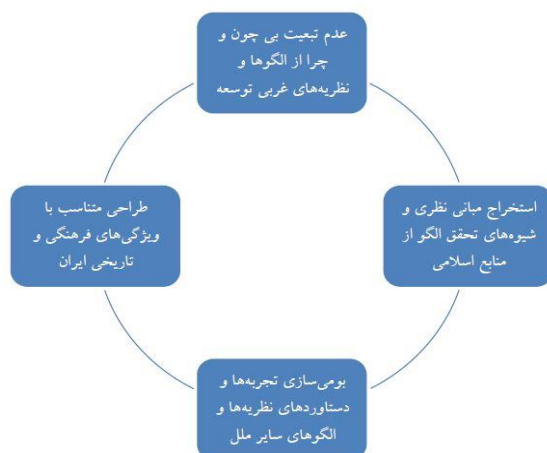 عدم تبعیت بی چون و
چرا از الگوها و
نظریه‌های غربی توسعه
استخراج مبانی نظری و
شیوه‌های تحقق الگو از
منابع اسلامی
بومی‌سازی تجربه‌ها و
دستاوردهای نظریه‌ها و
الگوهای سایر ملل
طراحی متناسب با
ویژگی‌های فرهنگی و
تاریخی ایران